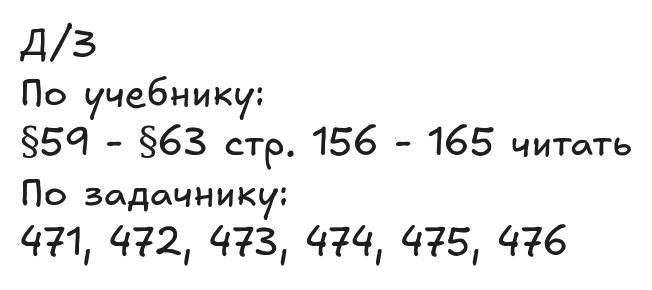 Д/З
По учебнику:
§59 - §63 стр. 156 - 165 читать
По задачнику:
471, 472, 473, 474, 475, 476